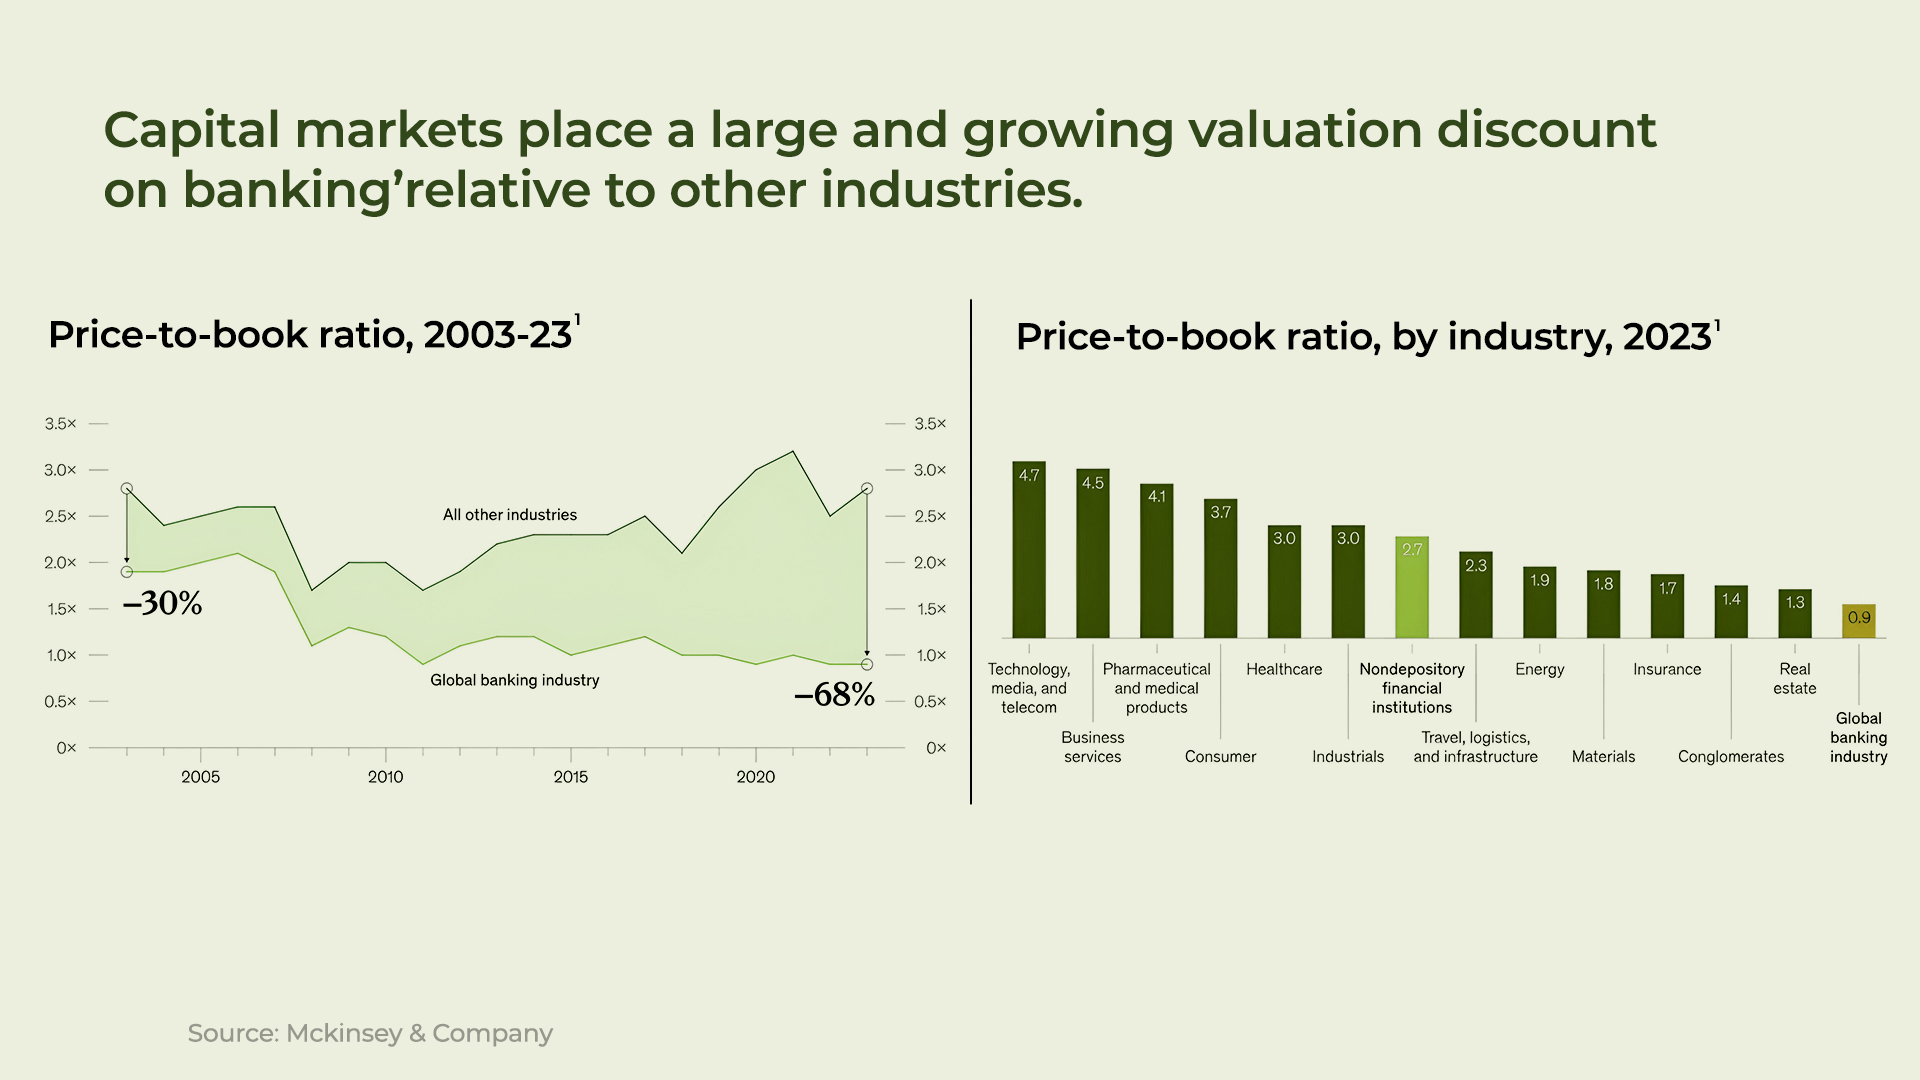 Capital markets place a large and growing valuation discount
on banking’relative to other industries.
Price-to-book ratio, 2003-23¹
3.5×
3.0×
2.5×
2.0×
1.5×
1.0×
0.5×
0×
3.5×
3.0×
2.5×
2.0×
1.5×
1.0×
0.5×
0×
All other industries
Global banking industry
–30%
–68%
2005
2010
2015
2020
Price-to-book ratio, by industry, 2023¹
4.7
4.5
4.1
3.7
3.0
3.0
2.7
2.3
1.9
1.8
1.7
1.4
1.3
0.9
Technology,
media, and
telecom
Business
services
Pharmaceutical
and medical
products
Consumer
Healthcare
Industrials
Nondepository
financial
institutions
Travel, logistics,
and infrastructure
Energy
Materials
Insurance
Conglomerates
Real
estate
Global
banking
industry
Source: Mckinsey & Company